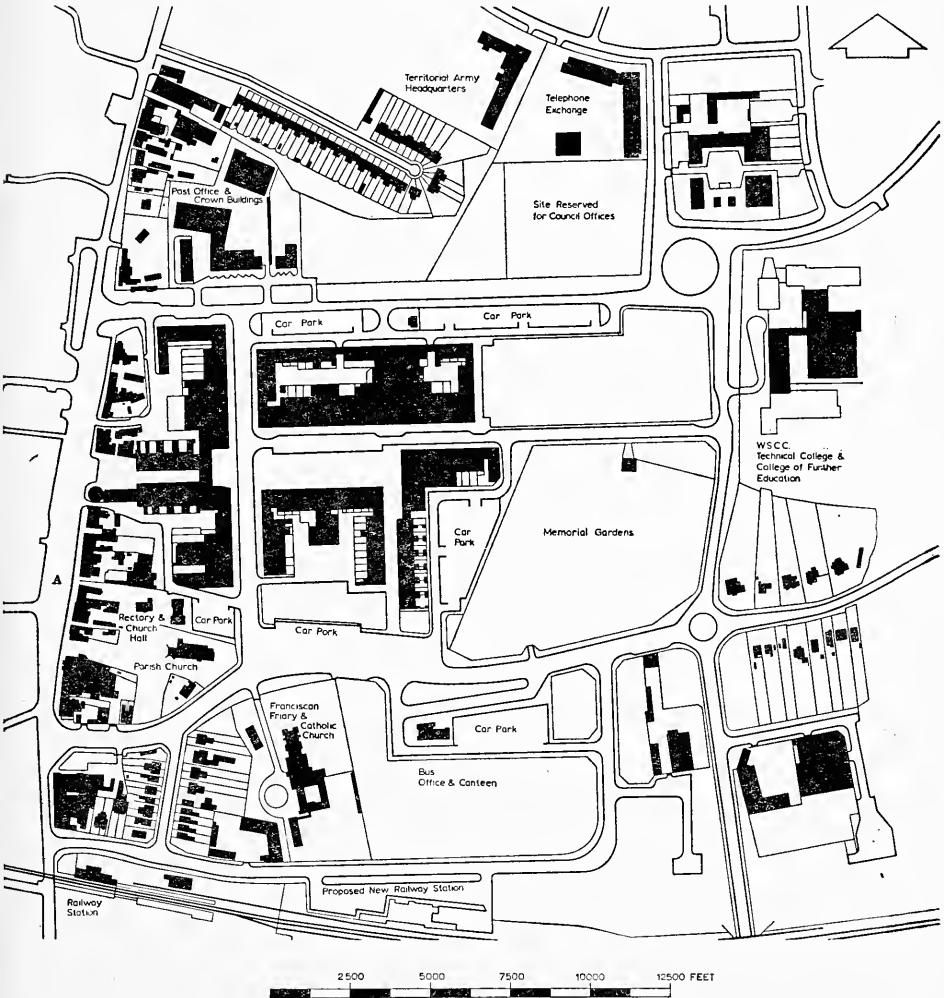 Territorial Army
Headquarters
Telephone
Exchange
Post Office &
Crown Buildings
Site Reserved
for Council Offices
Car Park
Car Park
W.S.C.C.
Technical College &
College of Further
Education
Car
Park
Memorial Gardens
A
Rectory &
Church
Hall
Car Park
Car Park
Parish Church
Franciscan
Friary &
Catholic
Church
Car Park
Bus
Office & Canteen
Proposed New Railway Station
Railway
Station
2500 5000 7500 10000 12500 FEET